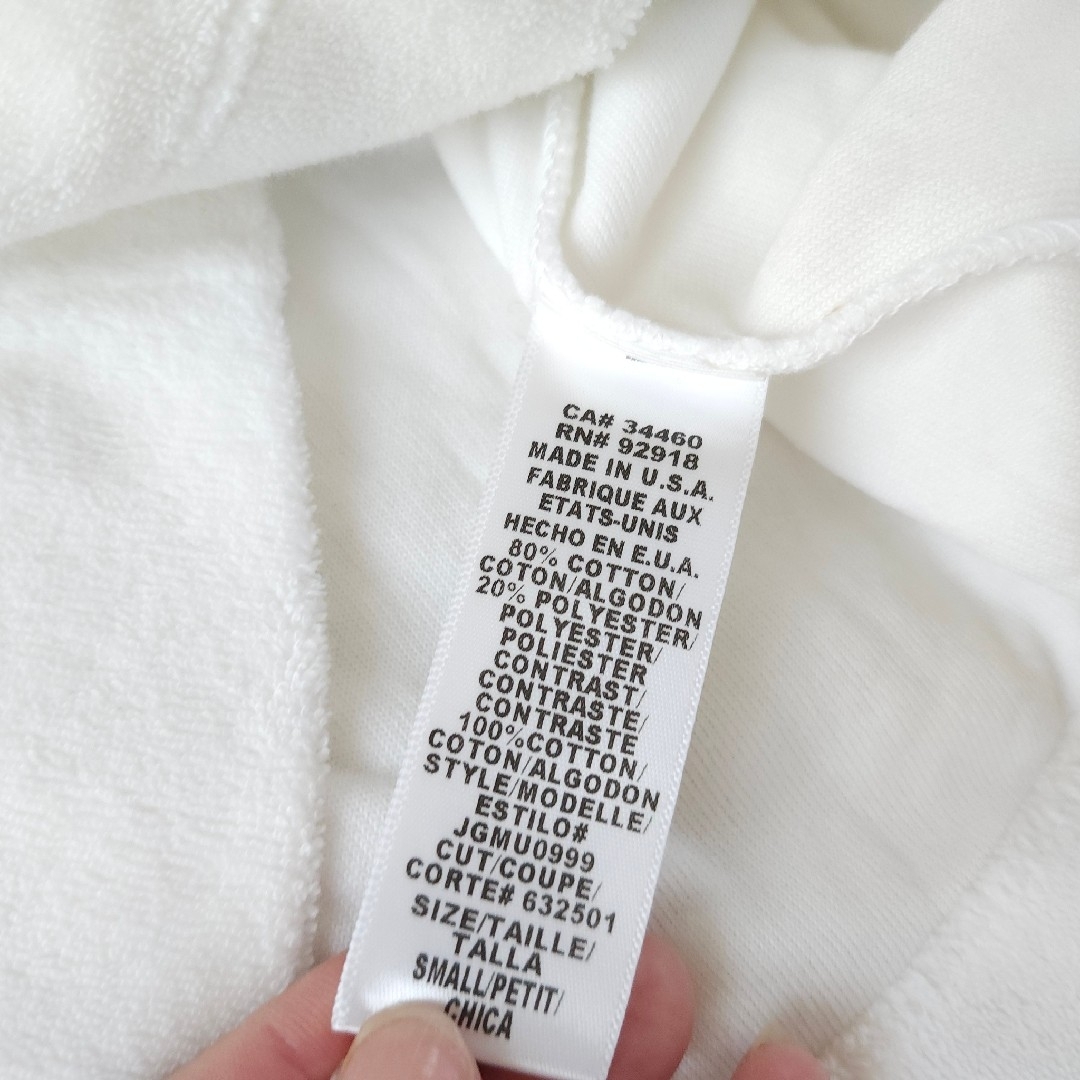 CA# 34460
RN# 92918
MADE IN U.S.A.
FABRIQUE AUX
ETATS-UNIS
HECHO EN E.U.A.
80% COTTON/
COTON/ALGODON
20% POLYESTER/
POLYESTER/
POLIESTER
CONTRAST/
CONTRASTE/
CONTRASTE
100%COTTON/
COTON/ALGODON
STYLE/MODELLE/
ESTILO#
JGMU0999
CUT/COUPE/
CORTE# 632501
SIZE/TAILLE/
TALLA
SMALL/PETIT/
CHICA